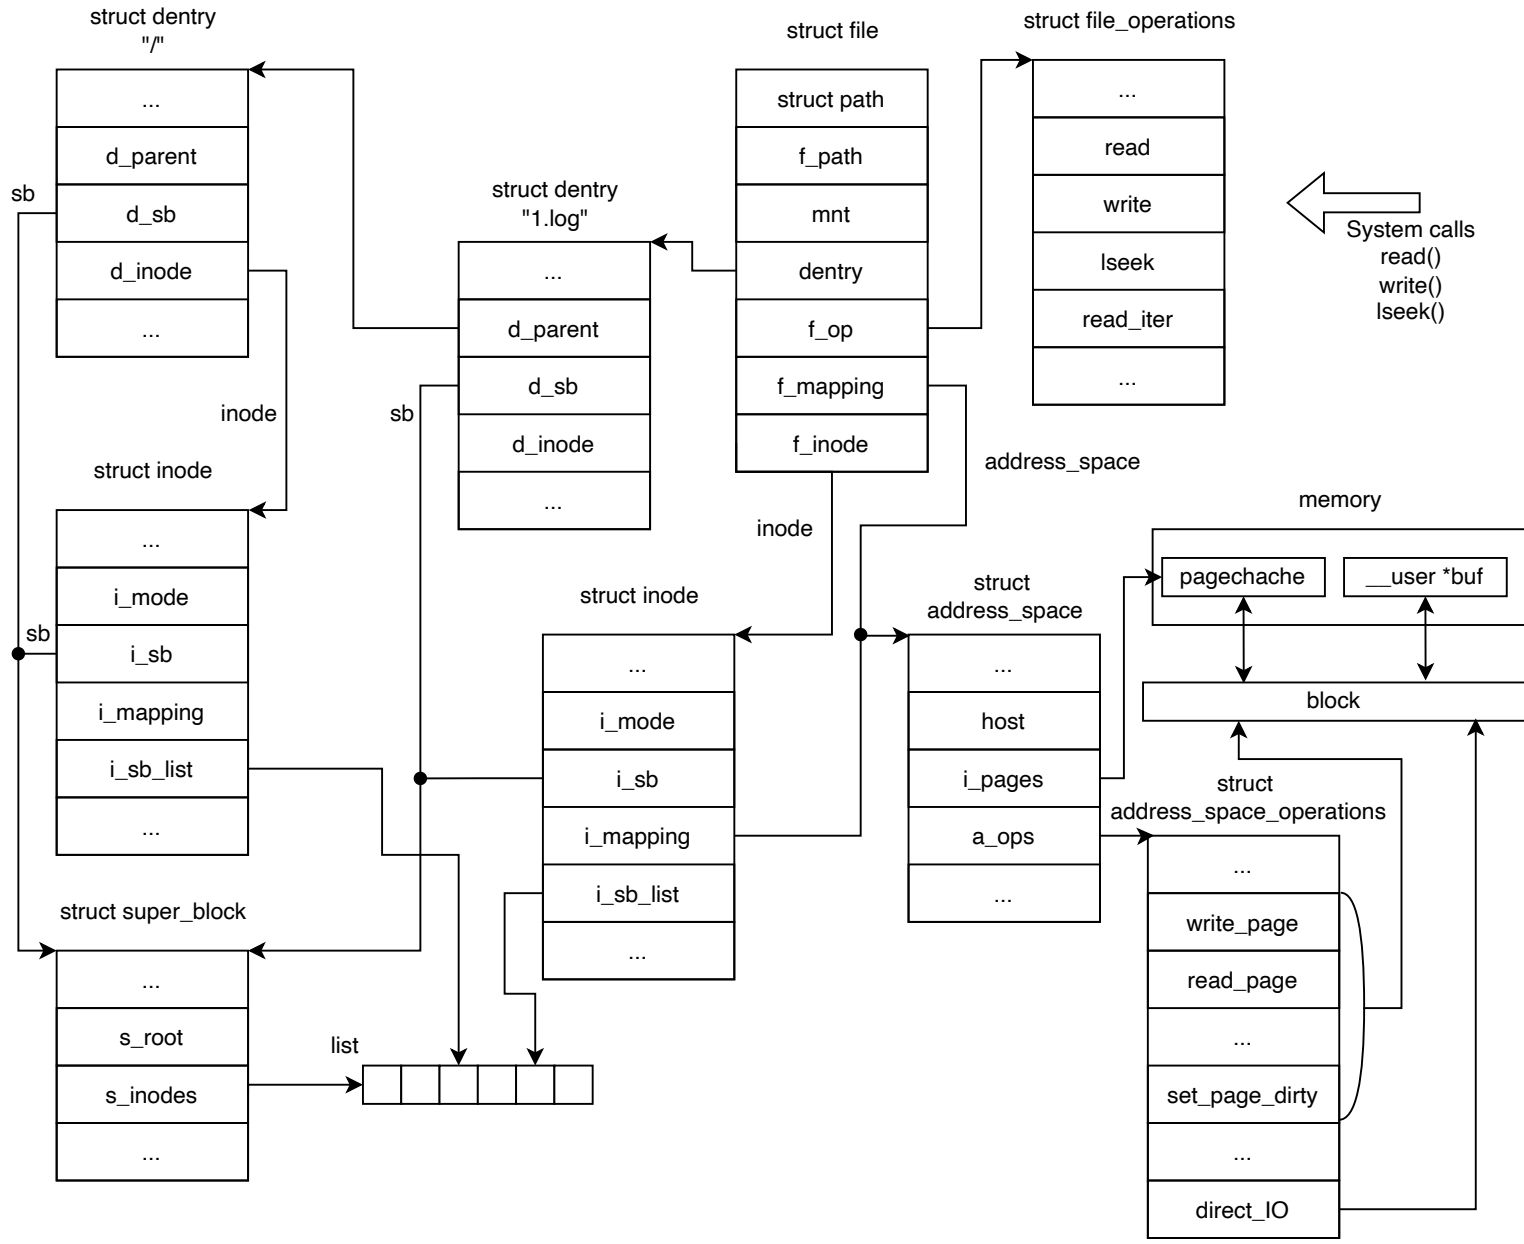 struct dentry
"/"
...
d_parent
d_sb
d_inode
...
sb
inode
struct inode
...
i_mode
i_sb
i_mapping
i_sb_list
...
sb
struct super_block
...
s_root
s_inodes
...
list
struct dentry
"1.log"
...
d_parent
d_sb
d_inode
...
sb
struct file
struct path
f_path
mnt
dentry
f_op
f_mapping
f_inode
inode
address_space
struct file_operations
...
read
write
lseek
read_iter
...
System calls
read()
write()
lseek()
struct inode
...
i_mode
i_sb
i_mapping
i_sb_list
...
struct
address_space
...
host
i_pages
a_ops
...
memory
pagechache
__user *buf
block
struct
address_space_operations
...
write_page
read_page
...
set_page_dirty
...
direct_IO